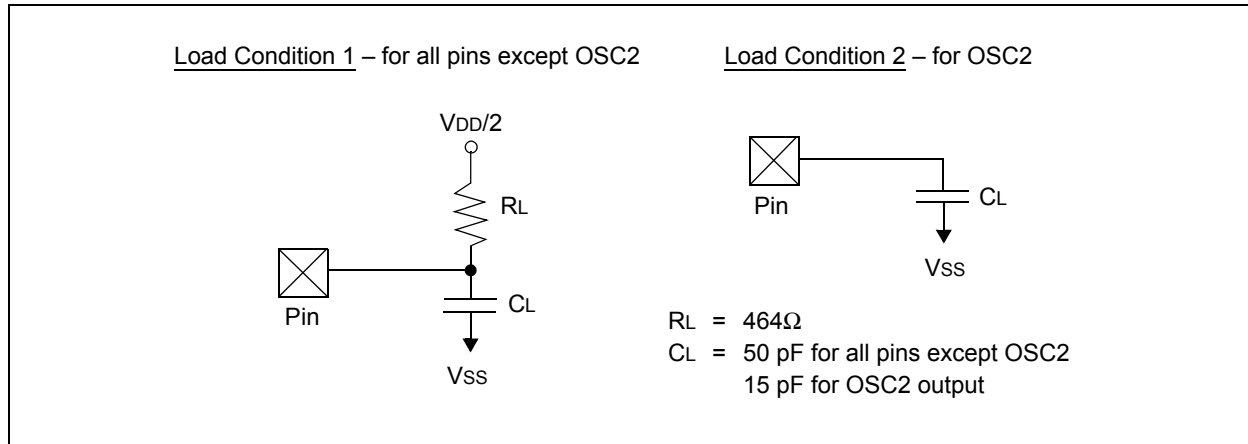 Load Condition 1 – for all pins except OSC2
VDD/2
RL
Pin
CL
VSS
Load Condition 2 – for OSC2
Pin
CL
VSS
RL = 464Ω
CL = 50 pF for all pins except OSC2
15 pF for OSC2 output